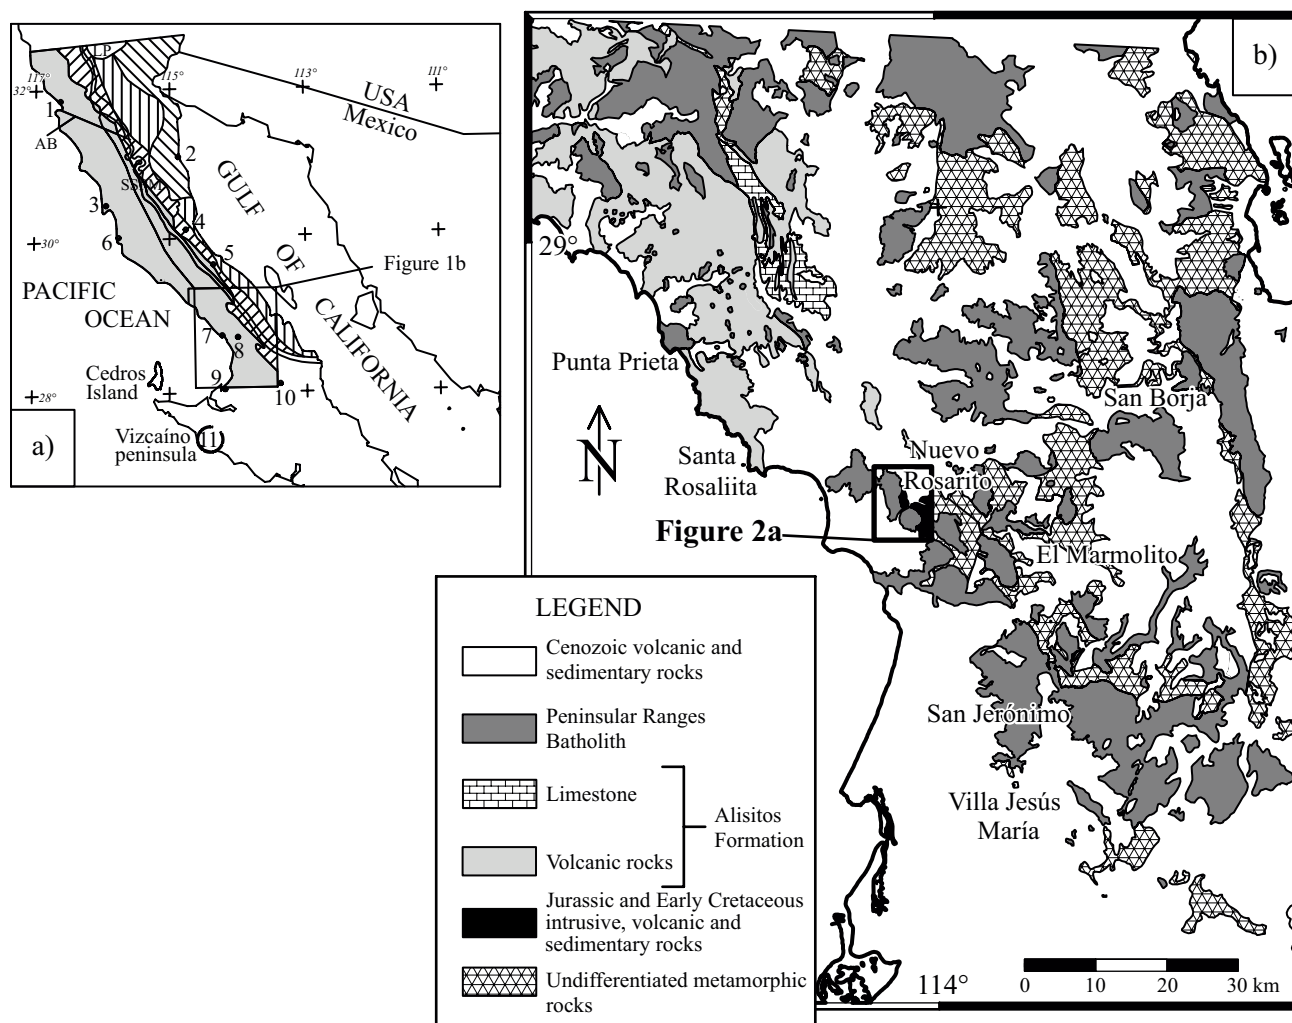 a)
LP
117°
32°
115°
113°
111°
USA
Mexico
1
AB
2
SSPM
3
4
GULF
OF
CALIFORNIA
6
30°
5
Figure 1b
PACIFIC
OCEAN
7
8
Cedros
Island
9
10
28°
Vizcaíno
peninsula
11
b)
29°
Punta Prieta
San Borja
N
Santa
Rosaliita
Nuevo
Rosarito
Figure 2a
El Marmolito
San Jerónimo
Villa Jesús
María
114°
0 10 20 30 km
LEGEND
Cenozoic volcanic and
sedimentary rocks
Peninsular Ranges
Batholith
Limestone
Alisitos
Formation
Volcanic rocks
Jurassic and Early Cretaceous
intrusive, volcanic and
sedimentary rocks
Undifferentiated metamorphic
rocks